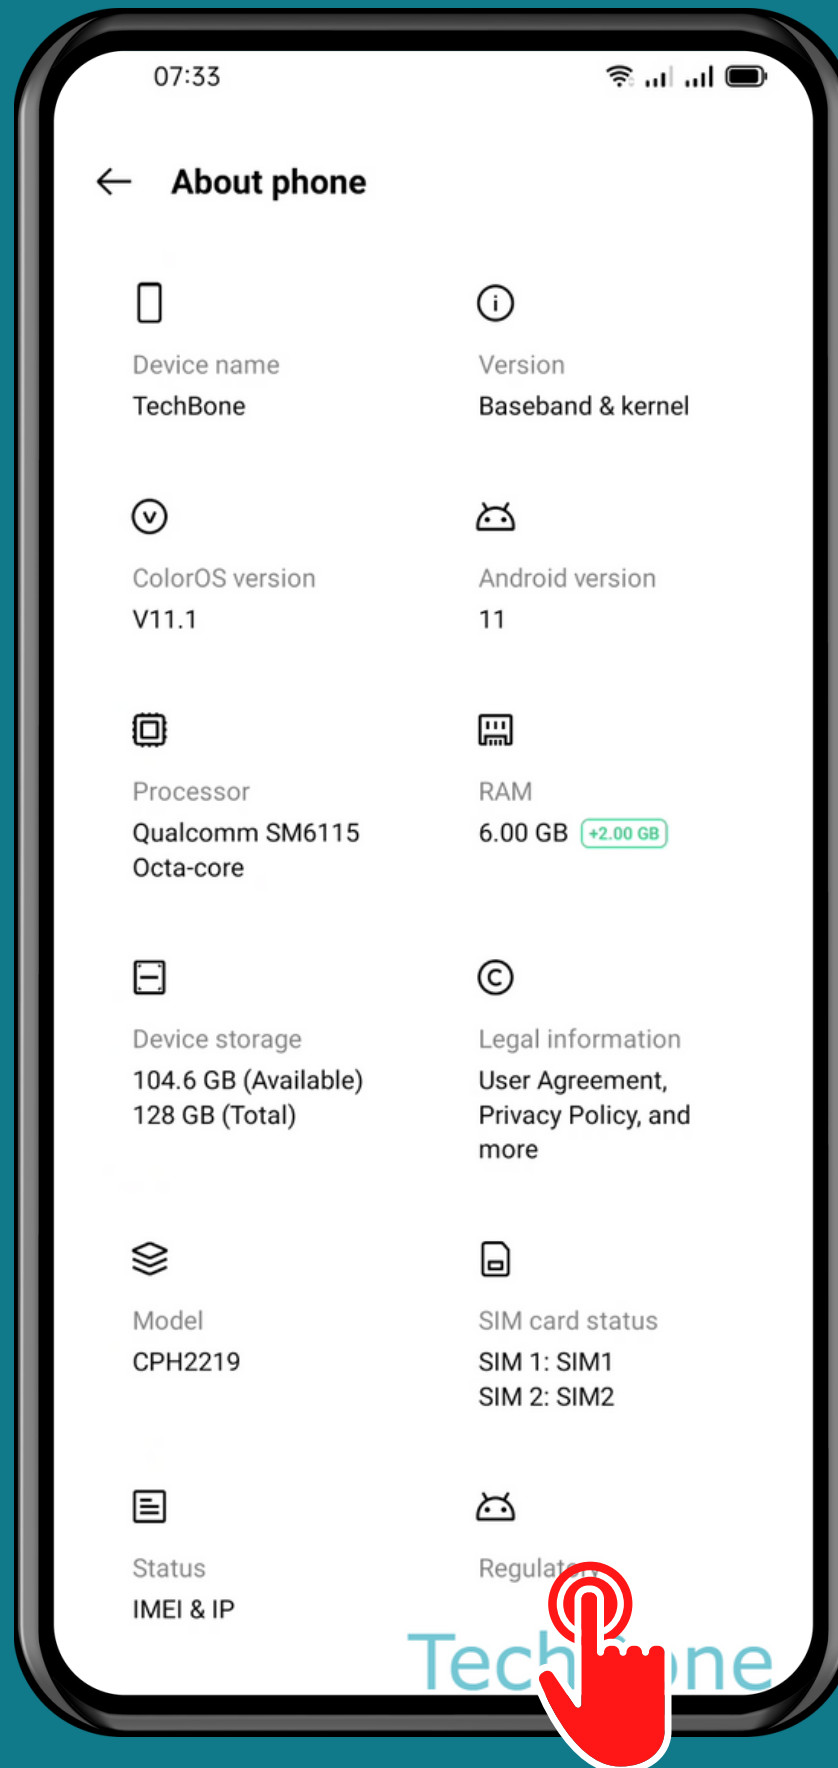 07:33
About phone
Device name
TechBone
Version
Baseband & kernel
ColorOS version
V11.1
Android version
11
Processor
Qualcomm SM6115
Octa-core
RAM
6.00 GB +2.00 GB
Device storage
104.6 GB (Available)
128 GB (Total)
Legal information
User Agreement,
Privacy Policy, and
more
Model
CPH2219
SIM card status
SIM 1: SIM1
SIM 2: SIM2
Status
IMEI & IP
Regulatory
TechBone